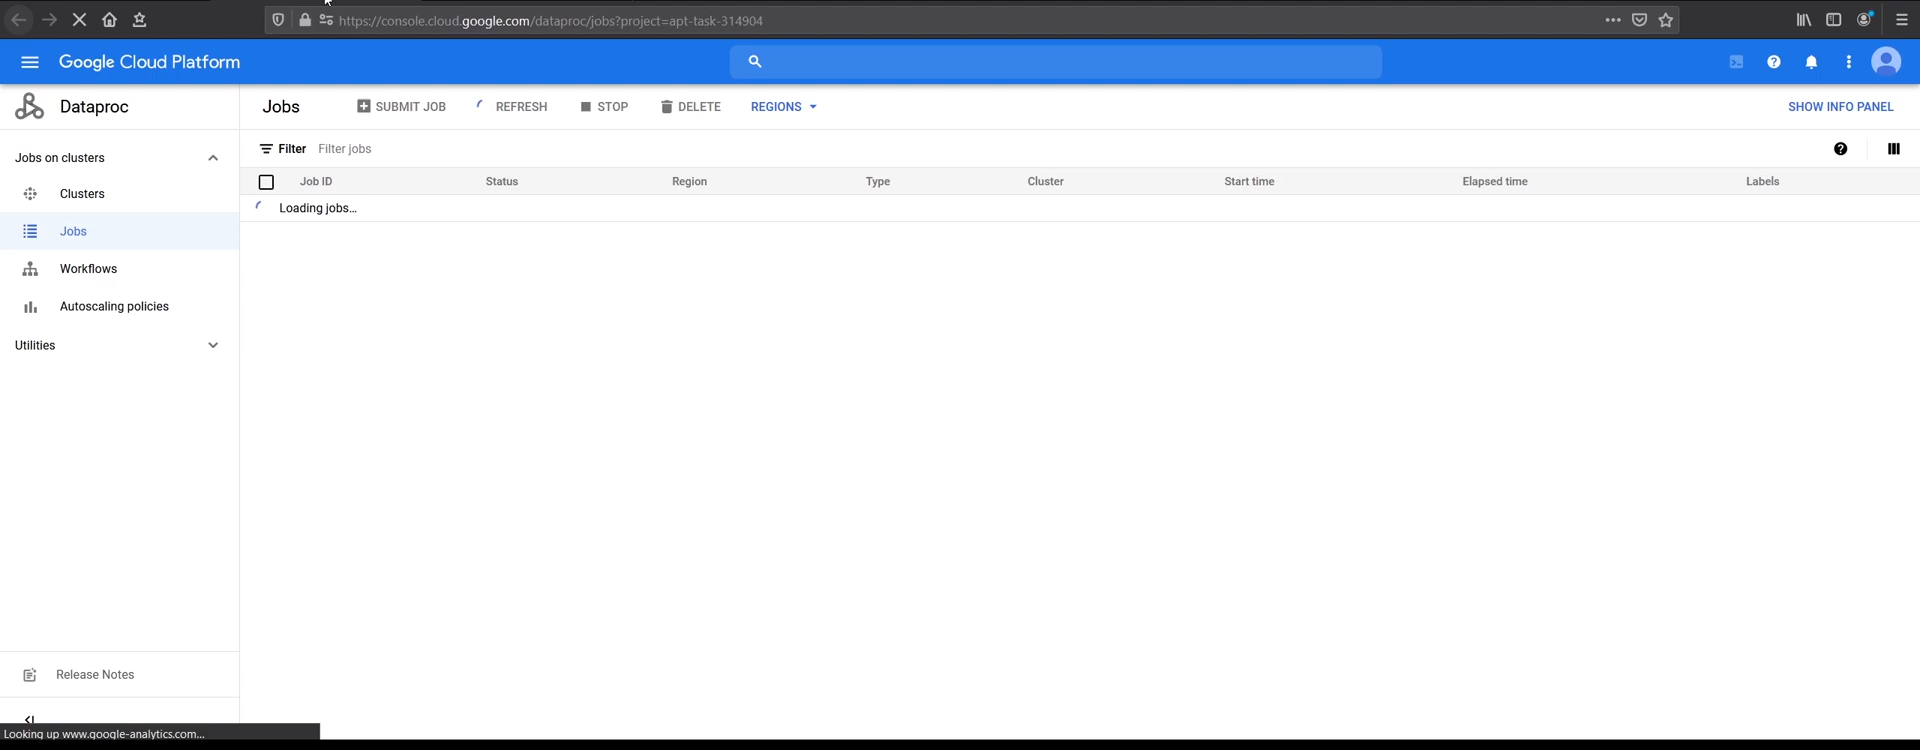 https://console.cloud.google.com/dataproc/jobs?project=apt-task-314904
Google Cloud Platform
Dataproc
Jobs
SUBMIT JOB
REFRESH
STOP
DELETE
REGIONS
SHOW INFO PANEL
Jobs on clusters
Clusters
Jobs
Workflows
Autoscaling policies
Utilities
Filter
Filter jobs
Job ID
Status
Region
Type
Cluster
Start time
Elapsed time
Labels
Loading jobs...
Release Notes
Looking up www.google-analytics.com...